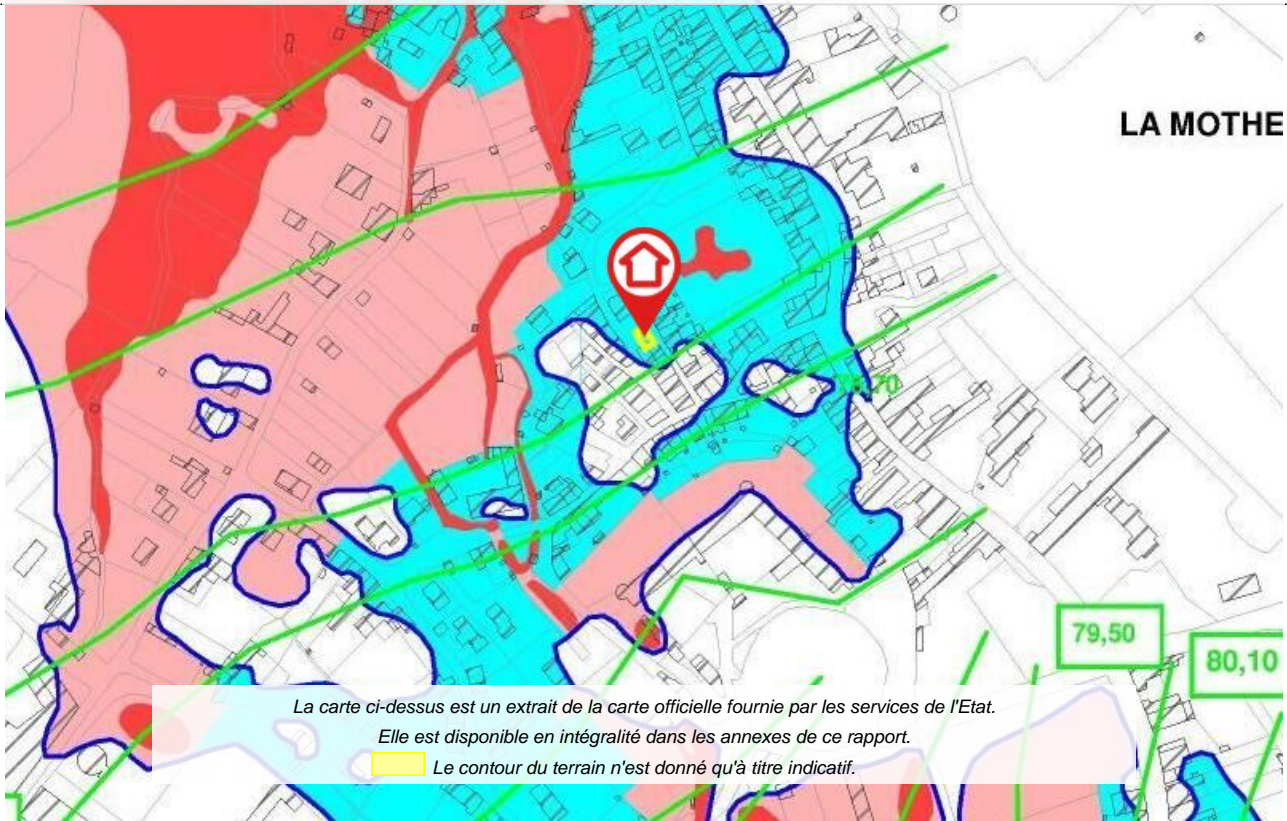 LA MOTHE
79,50
80,10
La carte ci-dessus est un extrait de la carte officielle fournie par les services de l'Etat.
Elle est disponible en intégralité dans les annexes de ce rapport.
Le contour du terrain n'est donné qu'à titre indicatif.